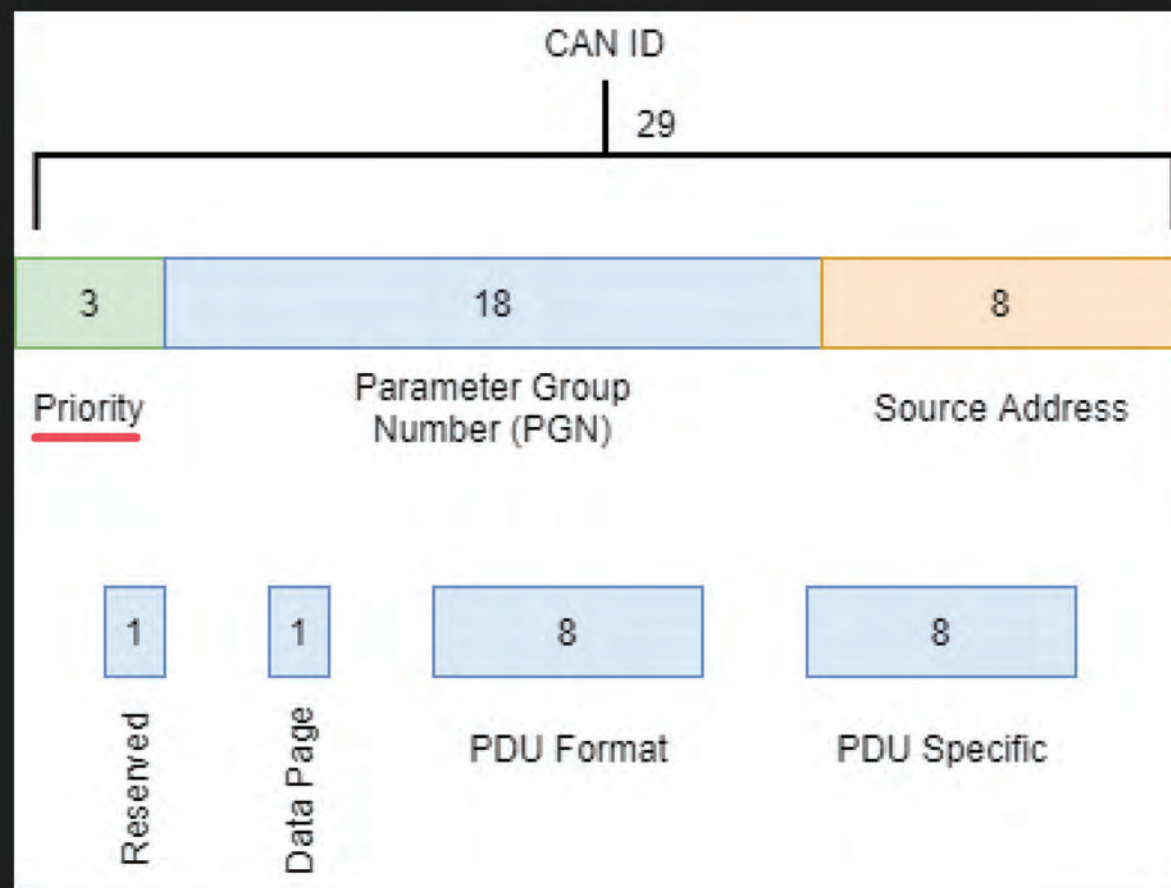 CAN ID
29
3
18
8
Priority
Parameter Group
Number (PGN)
Source Address
1
1
8
8
Reserved
Data Page
PDU Format
PDU Specific